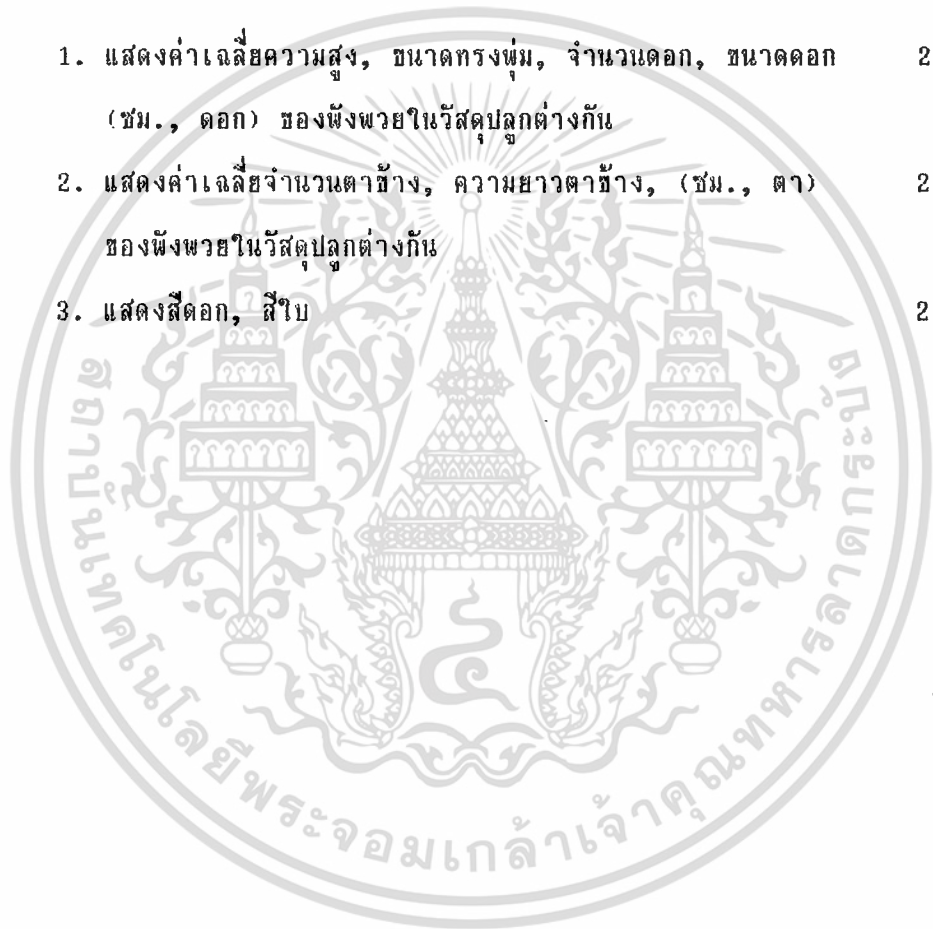 1. แสดงค่าเฉลี่ยความสูง, ขนาดทรงพุ่ม, จำนวนดอก, ขนาดดอก 2
(ซม., ดอก) ของพังพวยในวัสดุปลูกต่างกัน
2. แสดงค่าเฉลี่ยจำนวนตาข้าง, ความยาวตาข้าง, (ซม., ตา) 2
ของพังพวยในวัสดุปลูกต่างกัน
3. แสดงสีดอก, สีใบ 2
สถาบันเทคโนโลยีพระจอมเกล้าเจ้าคุณทหารลาดกระบัง